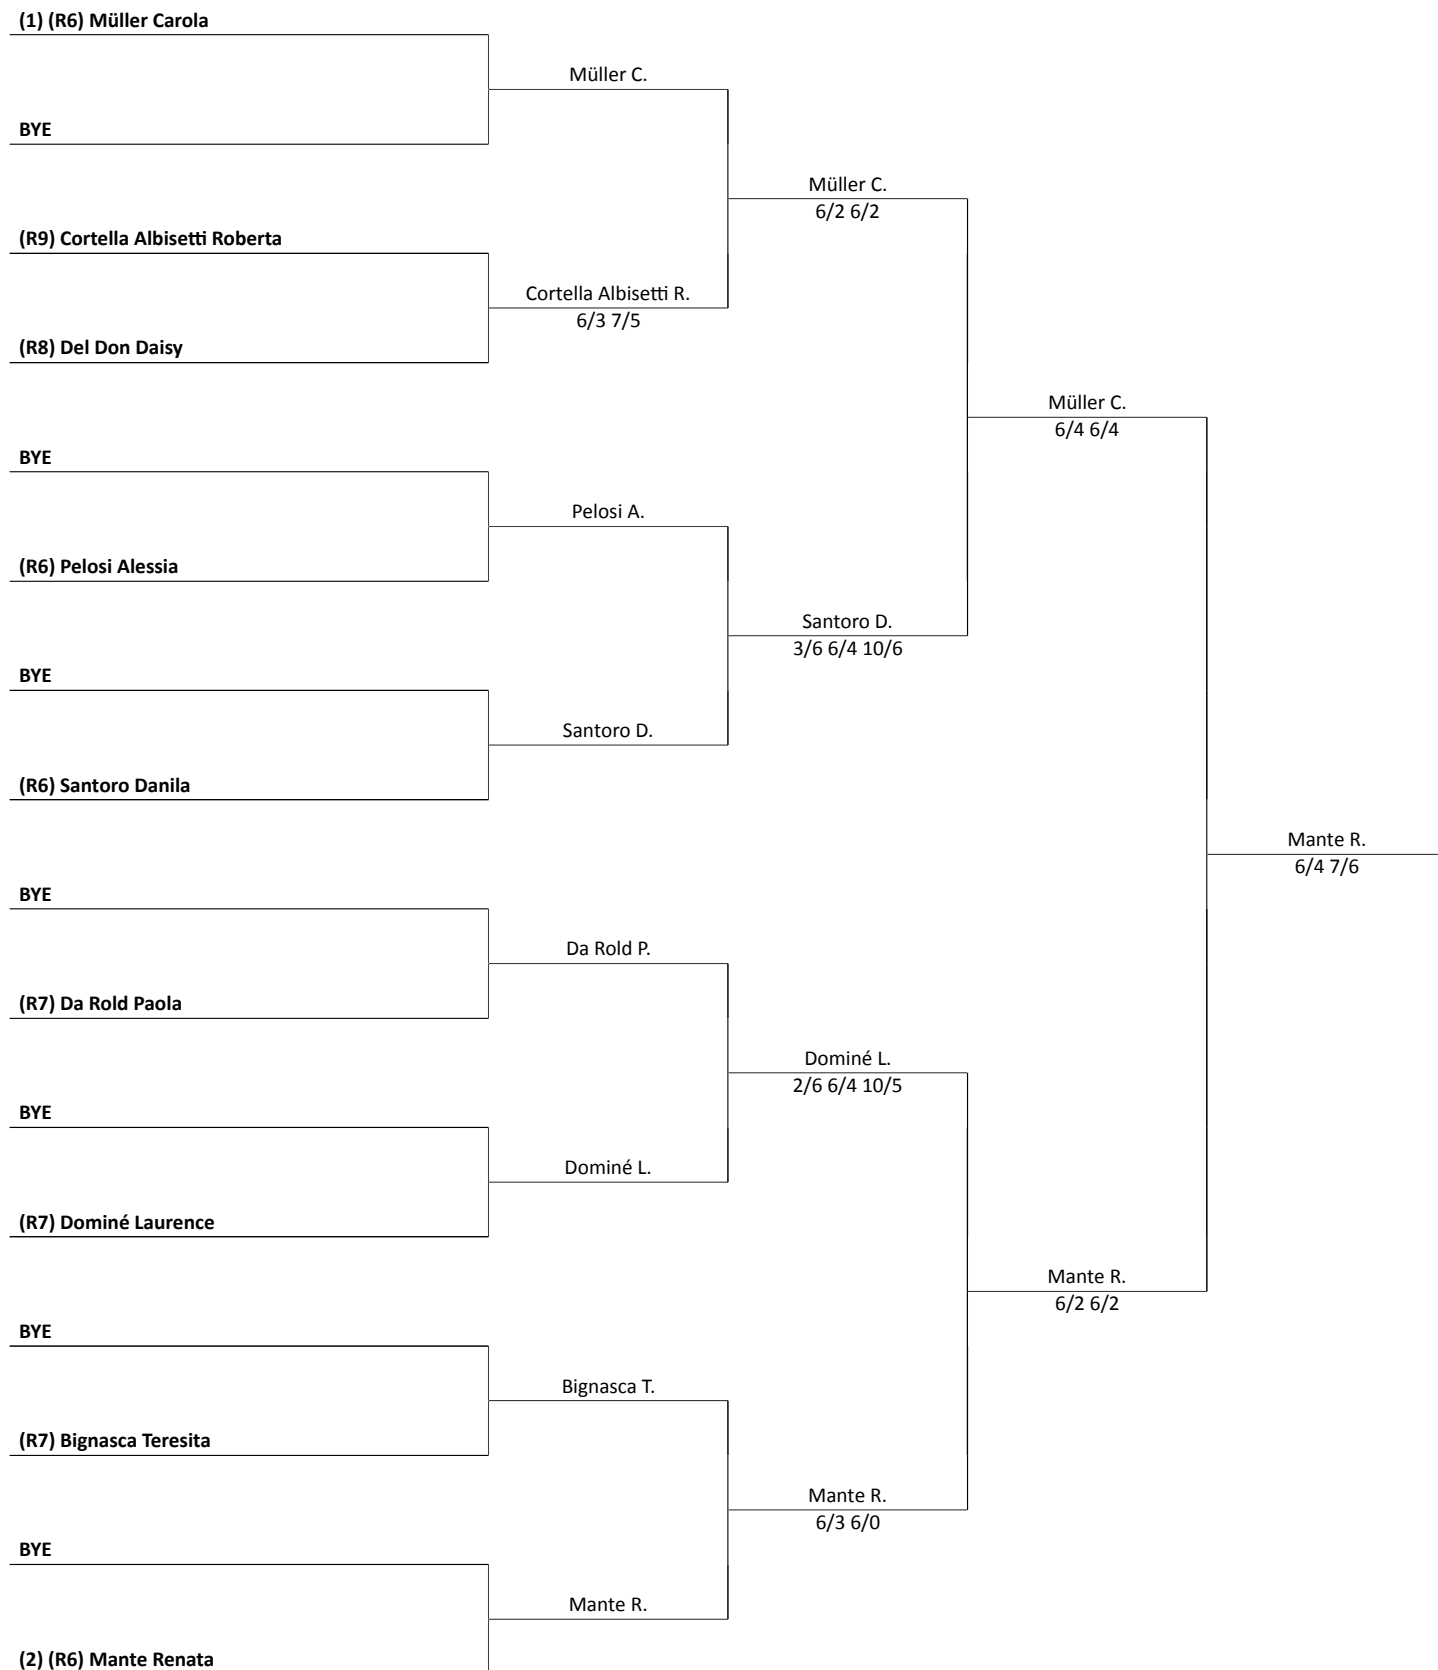 (1) (R6) Müller Carola
Müller C.
BYE
Müller C.
6/2 6/2
(R9) Cortella Albisetti Roberta
Cortella Albisetti R.
6/3 7/5
(R8) Del Don Daisy
Müller C.
6/4 6/4
BYE
Pelosi A.
(R6) Pelosi Alessia
Santoro D.
3/6 6/4 10/6
BYE
Santoro D.
(R6) Santoro Danila
Mante R.
6/4 7/6
BYE
Da Rold P.
(R7) Da Rold Paola
Dominé L.
2/6 6/4 10/5
BYE
Dominé L.
(R7) Dominé Laurence
Mante R.
6/2 6/2
BYE
Bignasca T.
(R7) Bignasca Teresita
Mante R.
6/3 6/0
BYE
Mante R.
(2) (R6) Mante Renata